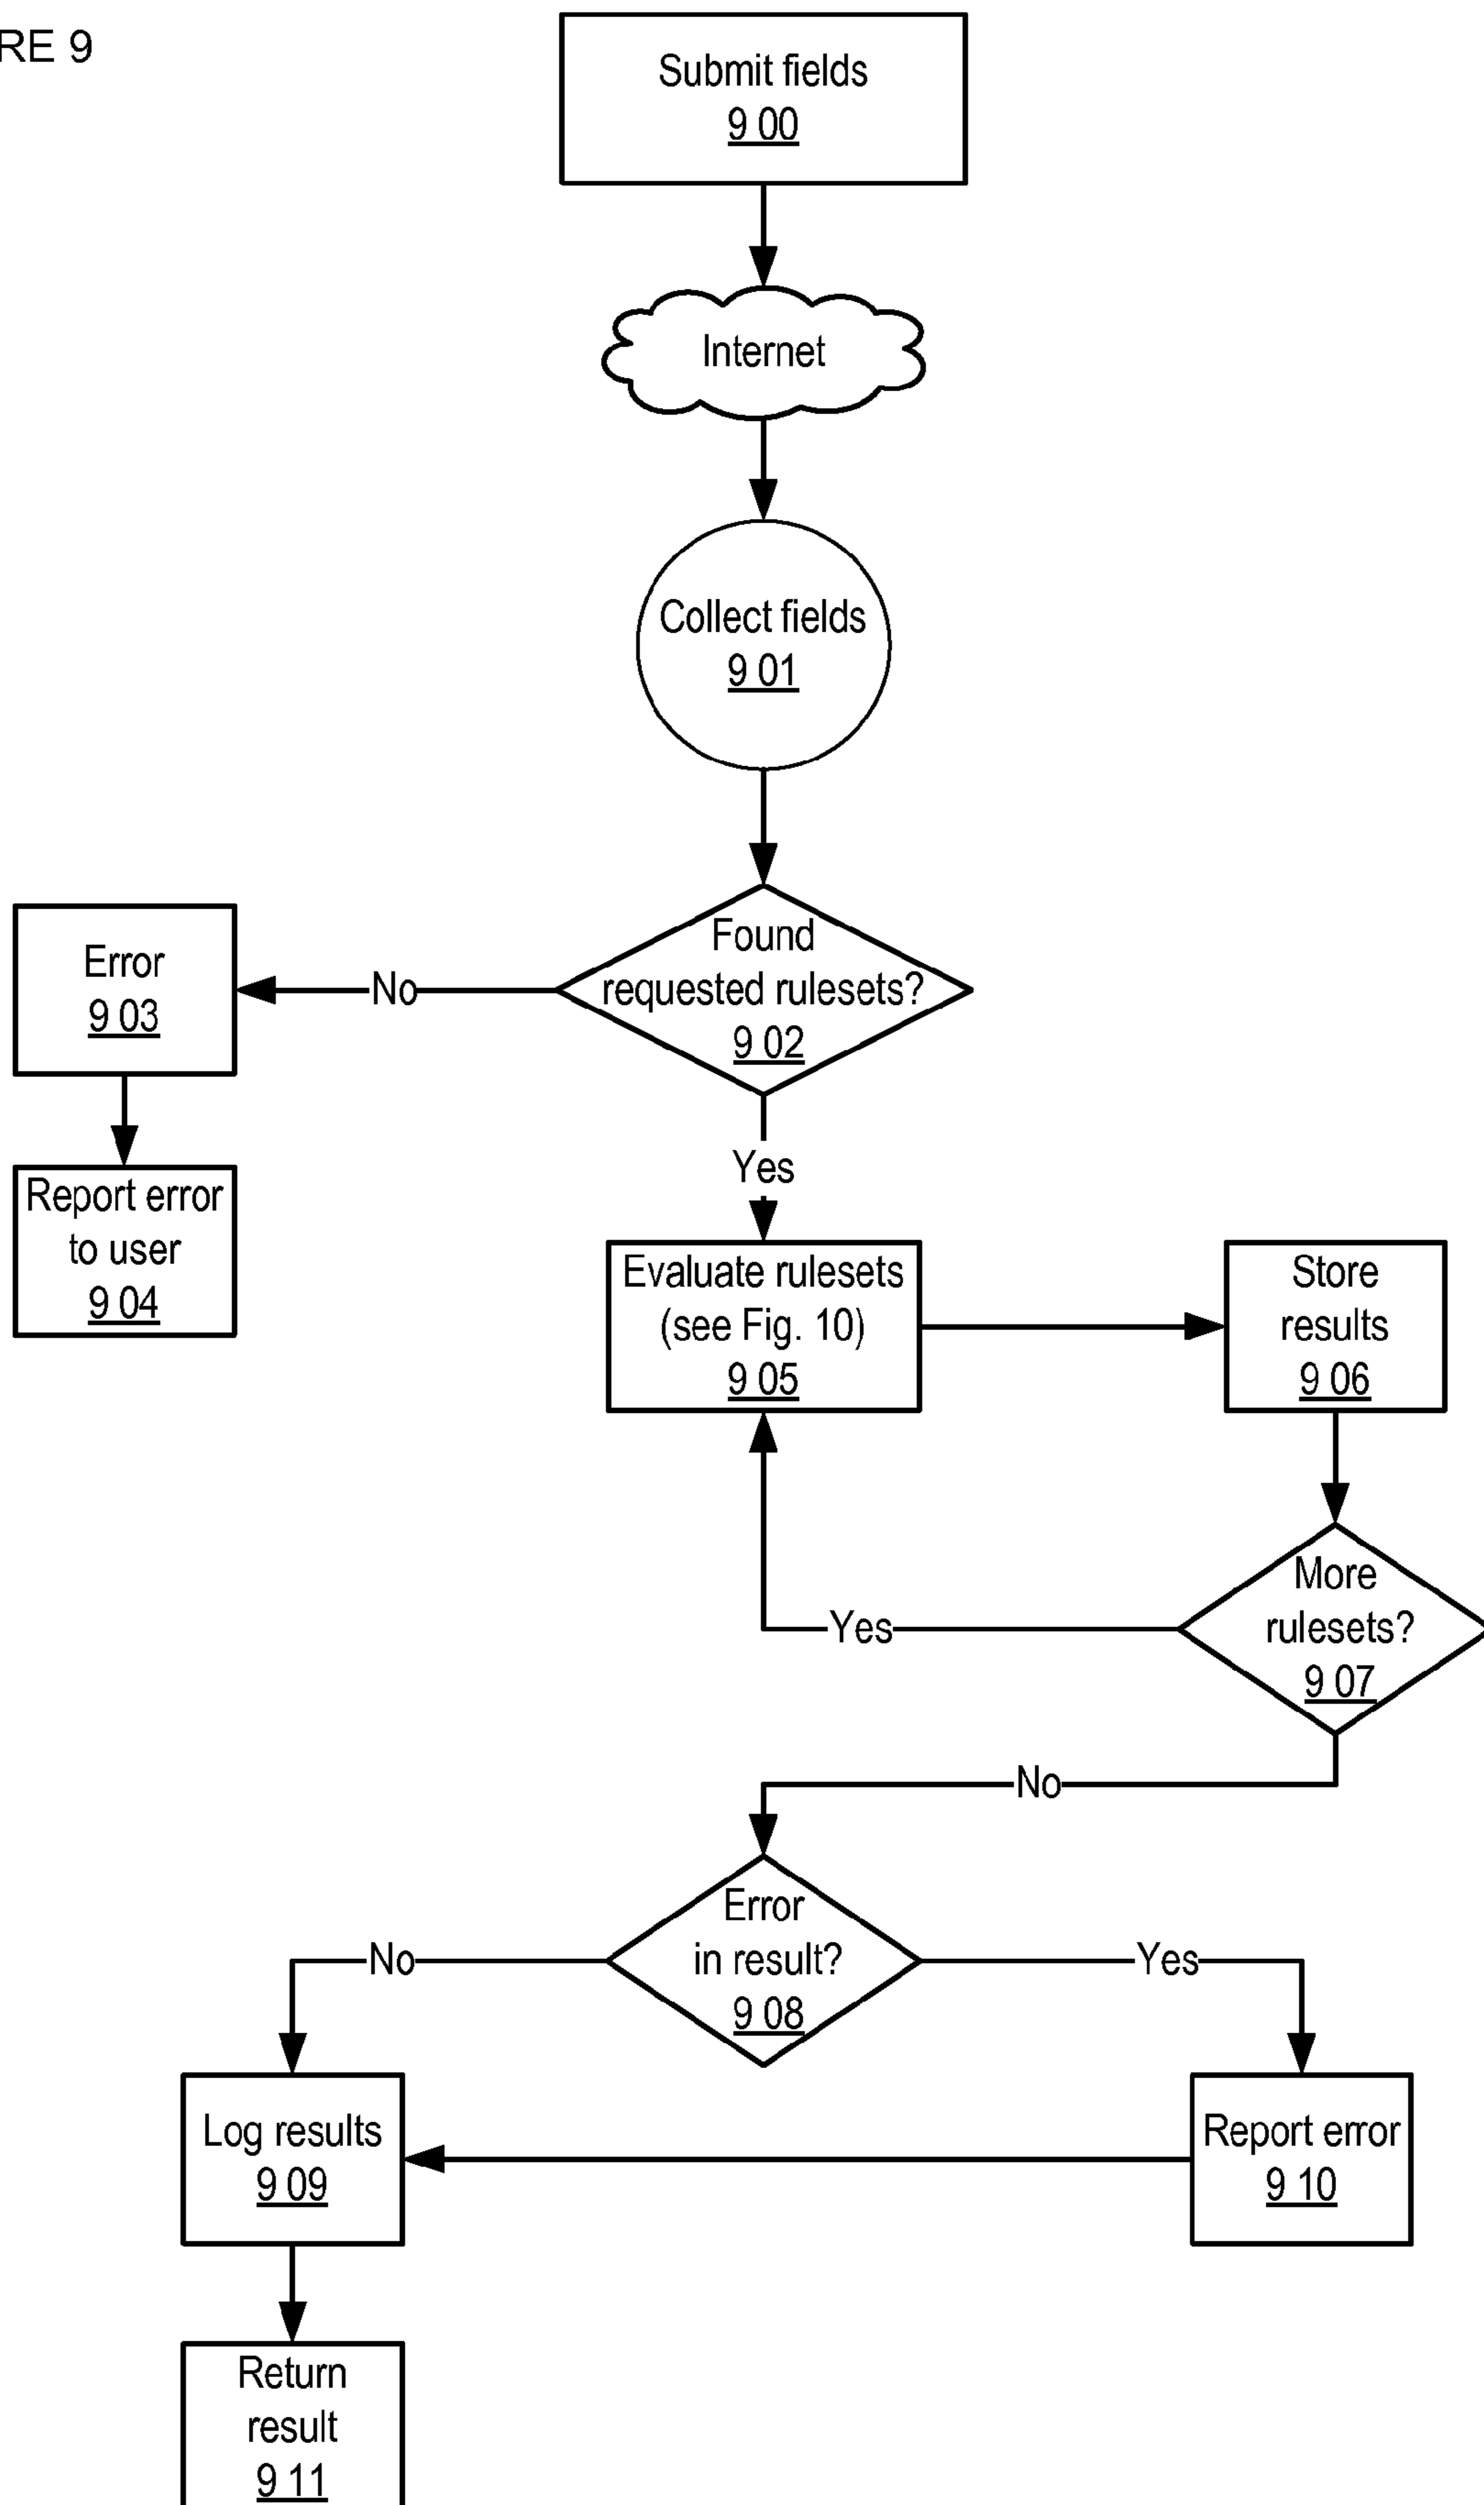 RE 9
Submit fields
9 00
Internet
Collect fields
9 01
Found
requested rulesets?
9 02
No
Error
9 03
Report error
to user
9 04
Yes
Evaluate rulesets
(see Fig. 10)
9 05
Store
results
9 06
More
rulesets?
9 07
Yes
No
Error
in result?
9 08
No
Yes
Log results
9 09
Report error
9 10
Return
result
9 11